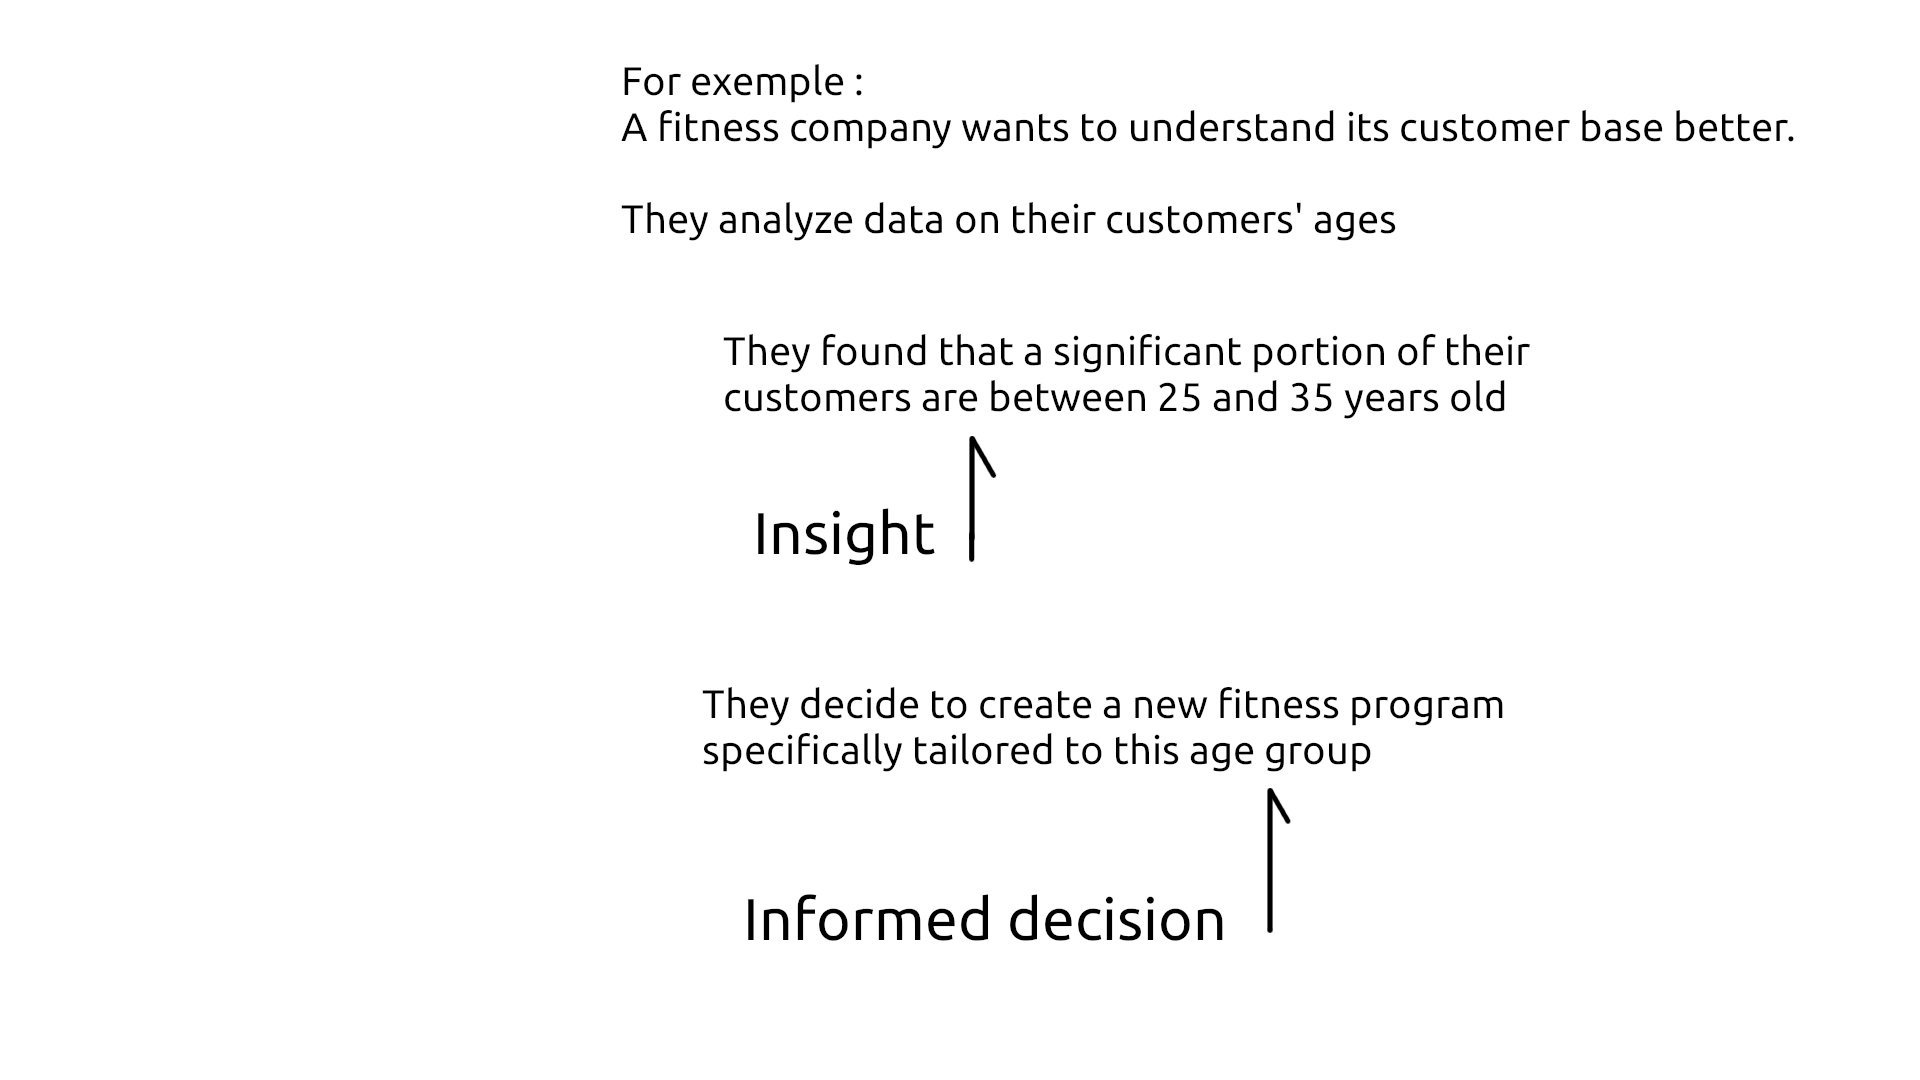 For exemple :
A fitness company wants to understand its customer base better.
They analyze data on their customers' ages
They found that a significant portion of their
customers are between 25 and 35 years old
Insight
They decide to create a new fitness program
specifically tailored to this age group
Informed decision